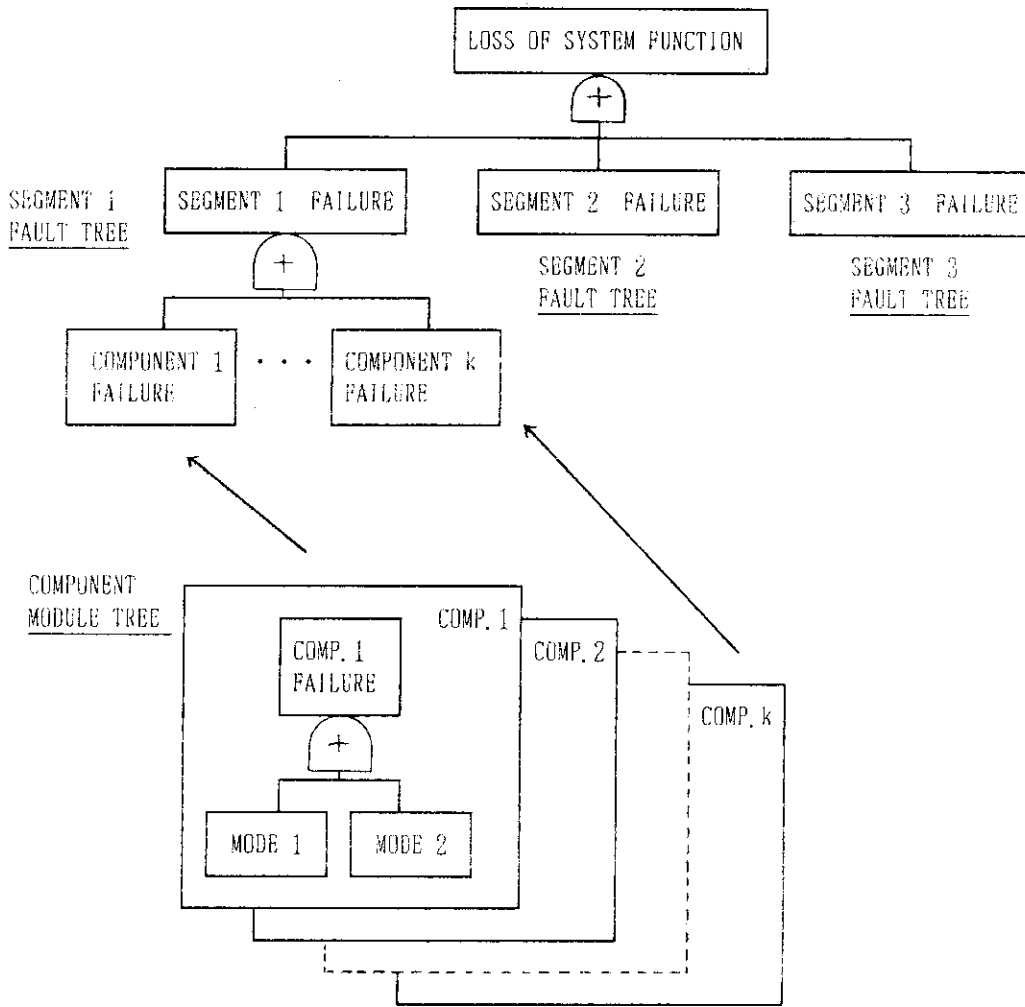 LOSS OF SYSTEM FUNCTION
+
SEGMENT 1
FAULT TREE
SEGMENT 1 FAILURE
SEGMENT 2 FAILURE
SEGMENT 3 FAILURE
+
SEGMENT 2
FAULT TREE
SEGMENT 3
FAULT TREE
COMPONENT 1
FAILURE
· · ·
COMPONENT k
FAILURE
COMPONENT
MODULE TREE
COMP. 1
COMP. 1
FAILURE
+
MODE 1
MODE 2
COMP. 2
COMP. k